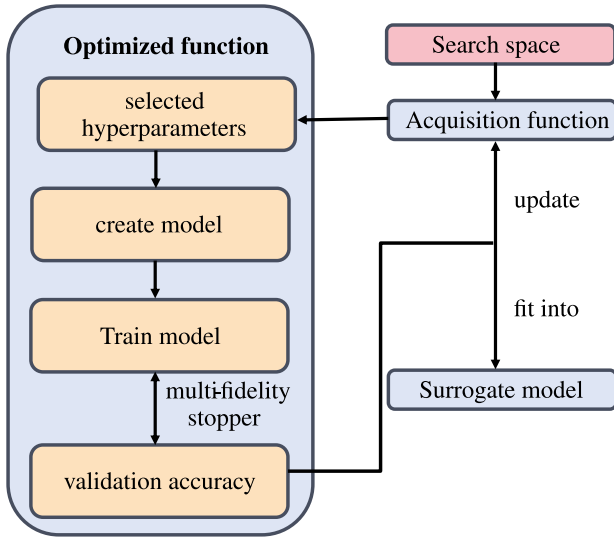 Optimized function
selected
hyperparameters
create model
Train model
multi-fidelity
stopper
validation accuracy
Search space
Acquisition function
update
fit into
Surrogate model